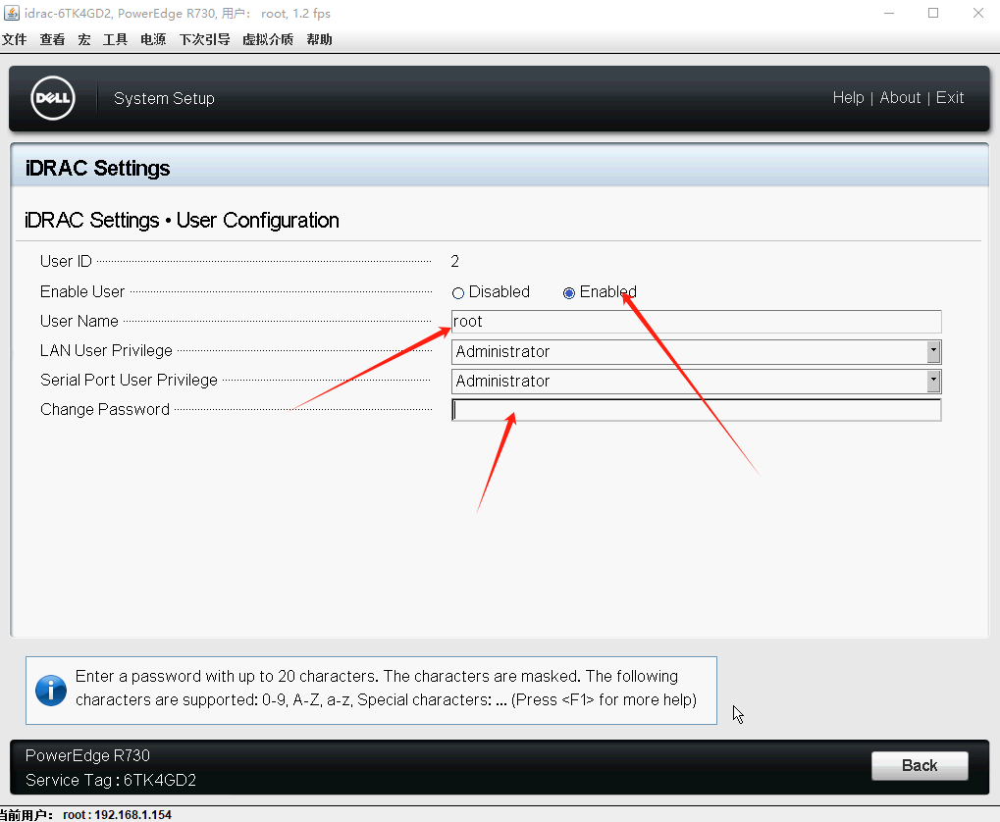 idrac-6TK4GD2, PowerEdge R730, 用户： root, 1.2 fps
文件 查看 宏 工具 电源 下次引导 虚拟介质 帮助
DELL System Setup Help | About | Exit
iDRAC Settings
iDRAC Settings • User Configuration
User ID 2
Enable User Disabled Enabled
User Name root
LAN User Privilege Administrator
Serial Port User Privilege Administrator
Change Password
Enter a password with up to 20 characters. The characters are masked. The following
characters are supported: 0-9, A-Z, a-z, Special characters: ... (Press <F1> for more help)
PowerEdge R730
Service Tag : 6TK4GD2
Back
当前用户： root : 192.168.1.154